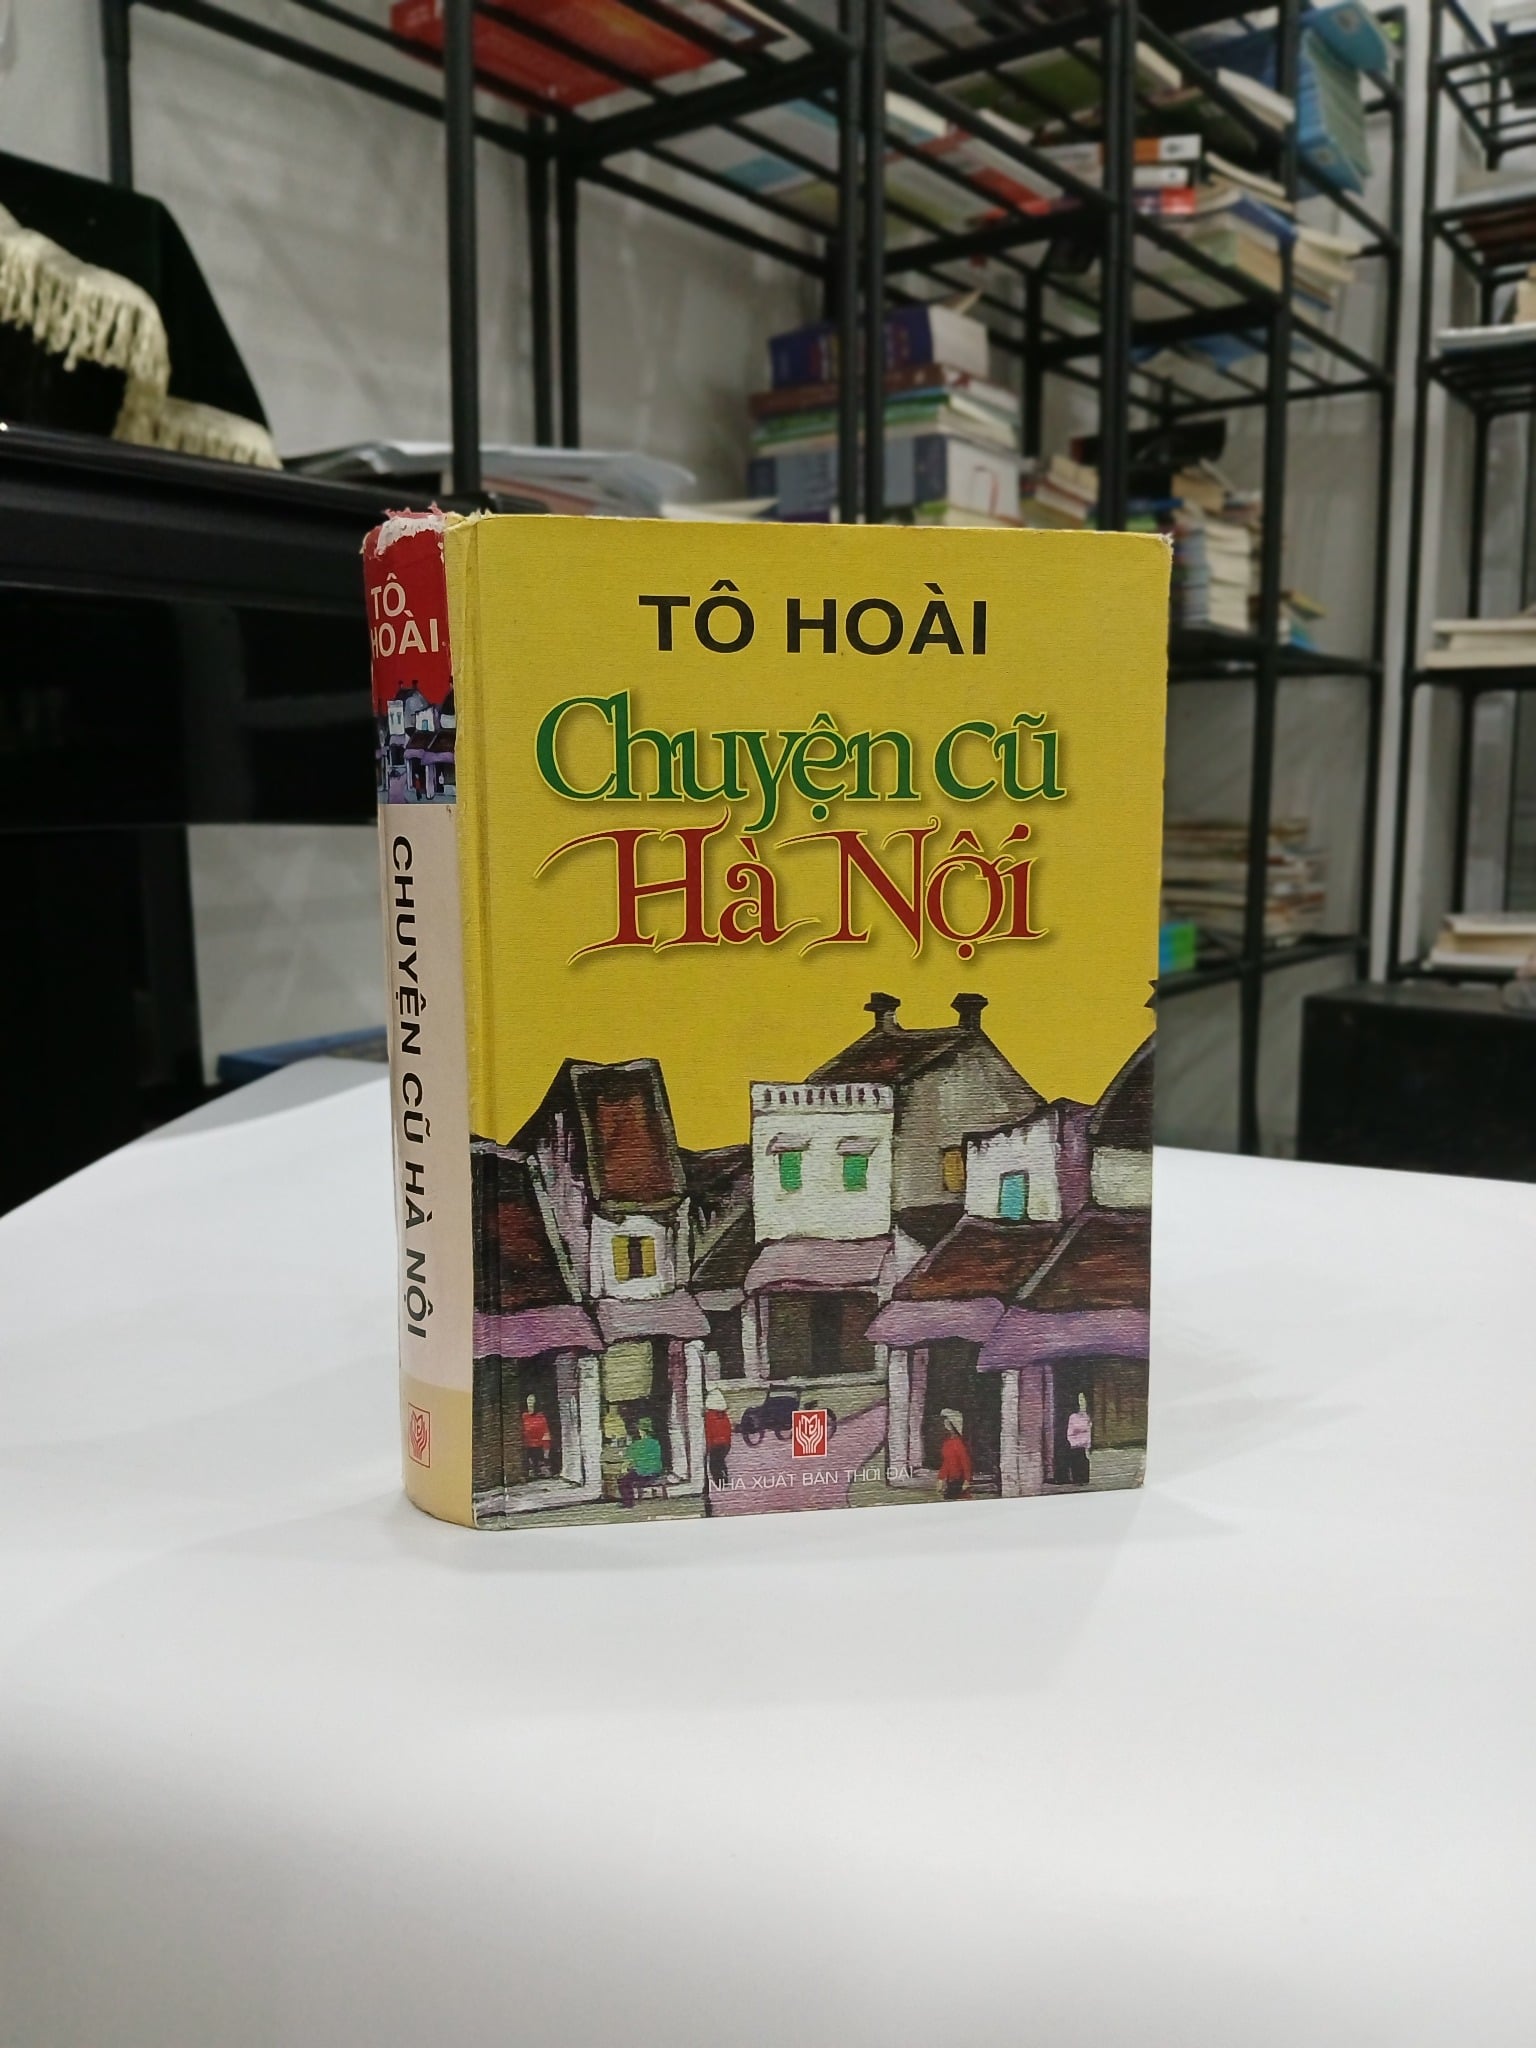 TÔ
HOÀI
CHUYỆN CŨ HÀ NỘI
TÔ HOÀI
Chuyện cũ
Hà Nội
NHÀ XUẤT BẢN THỜI ĐẠI